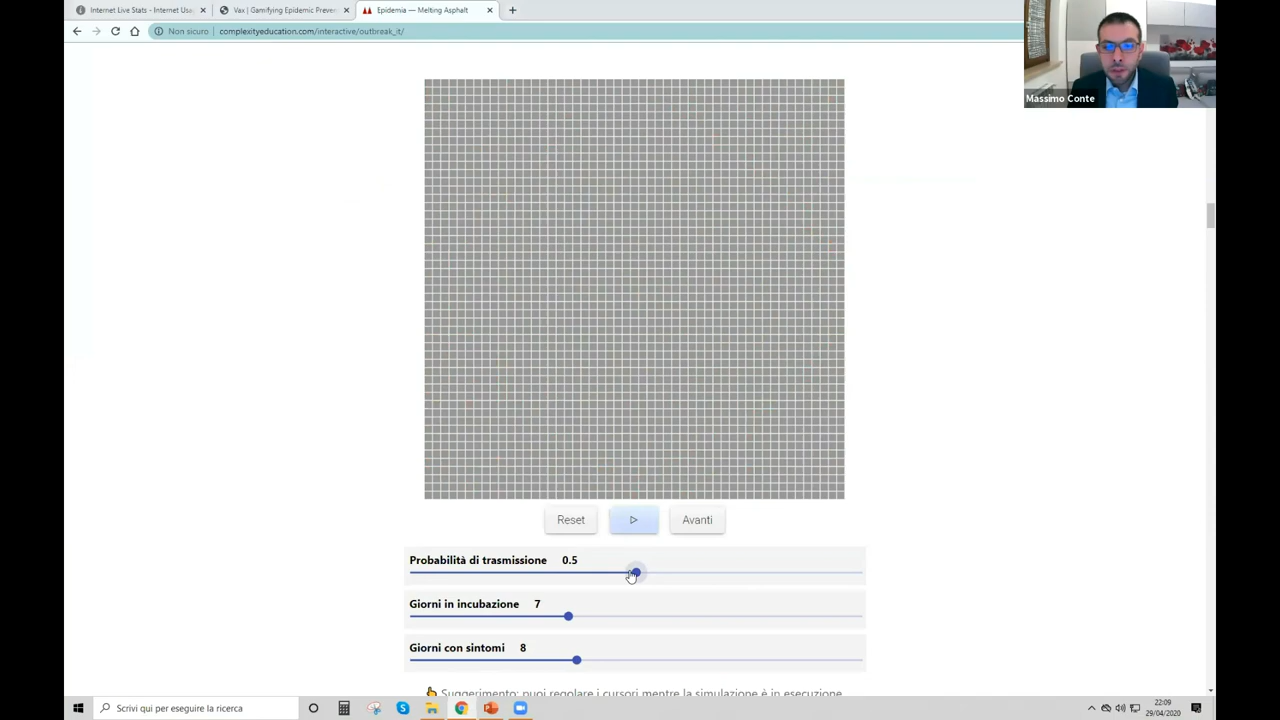 Internet Live Stats - Internet Usa
Vax | Gamifying Epidemic Preven
Epidemia — Melting Asphalt
Non sicuro
complexityeducation.com/interactive/outbreak_it/
Massimo Conte
Reset
Avanti
Probabilità di trasmissione 0.5
Giorni in incubazione 7
Giorni con sintomi 8
Suggerimento: puoi regolare i cursori mentre la simulazione è in esecuzione
Scrivi qui per eseguire la ricerca
22:09
29/04/2020